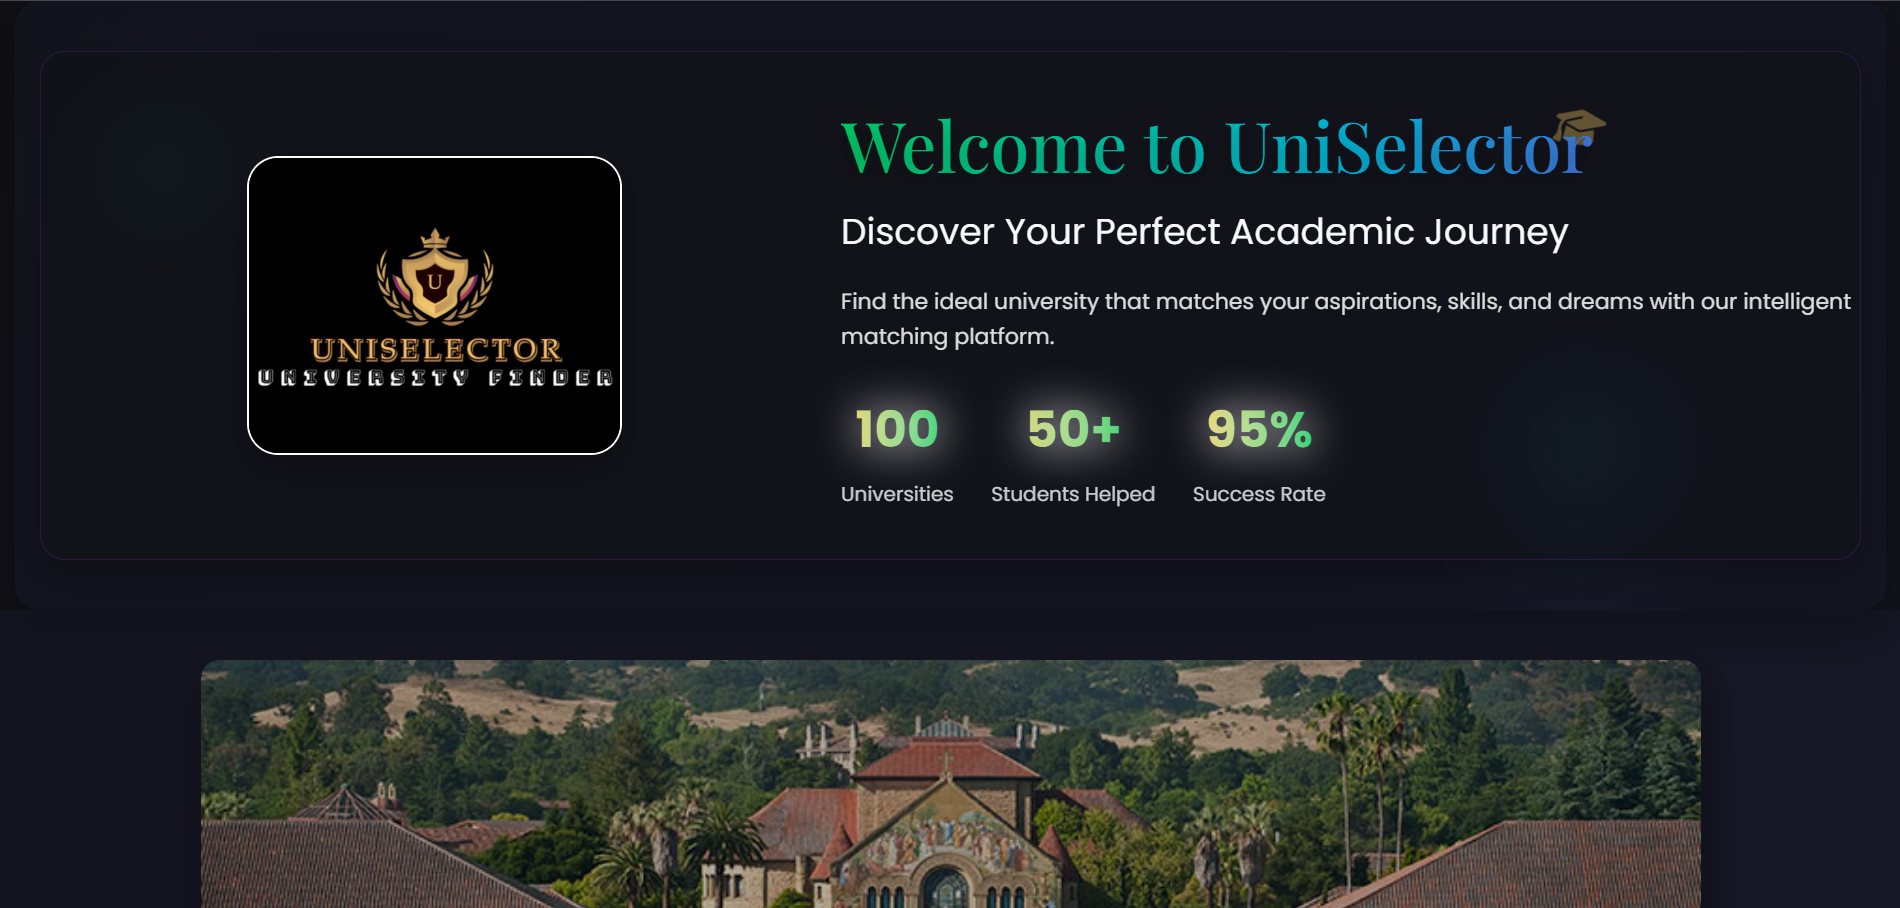 U
UNISELECTOR
UNIVERSITY FINDER
Welcome to UniSelector
Discover Your Perfect Academic Journey
Find the ideal university that matches your aspirations, skills, and dreams with our intelligent
matching platform.
100
Universities
50+
Students Helped
95%
Success Rate